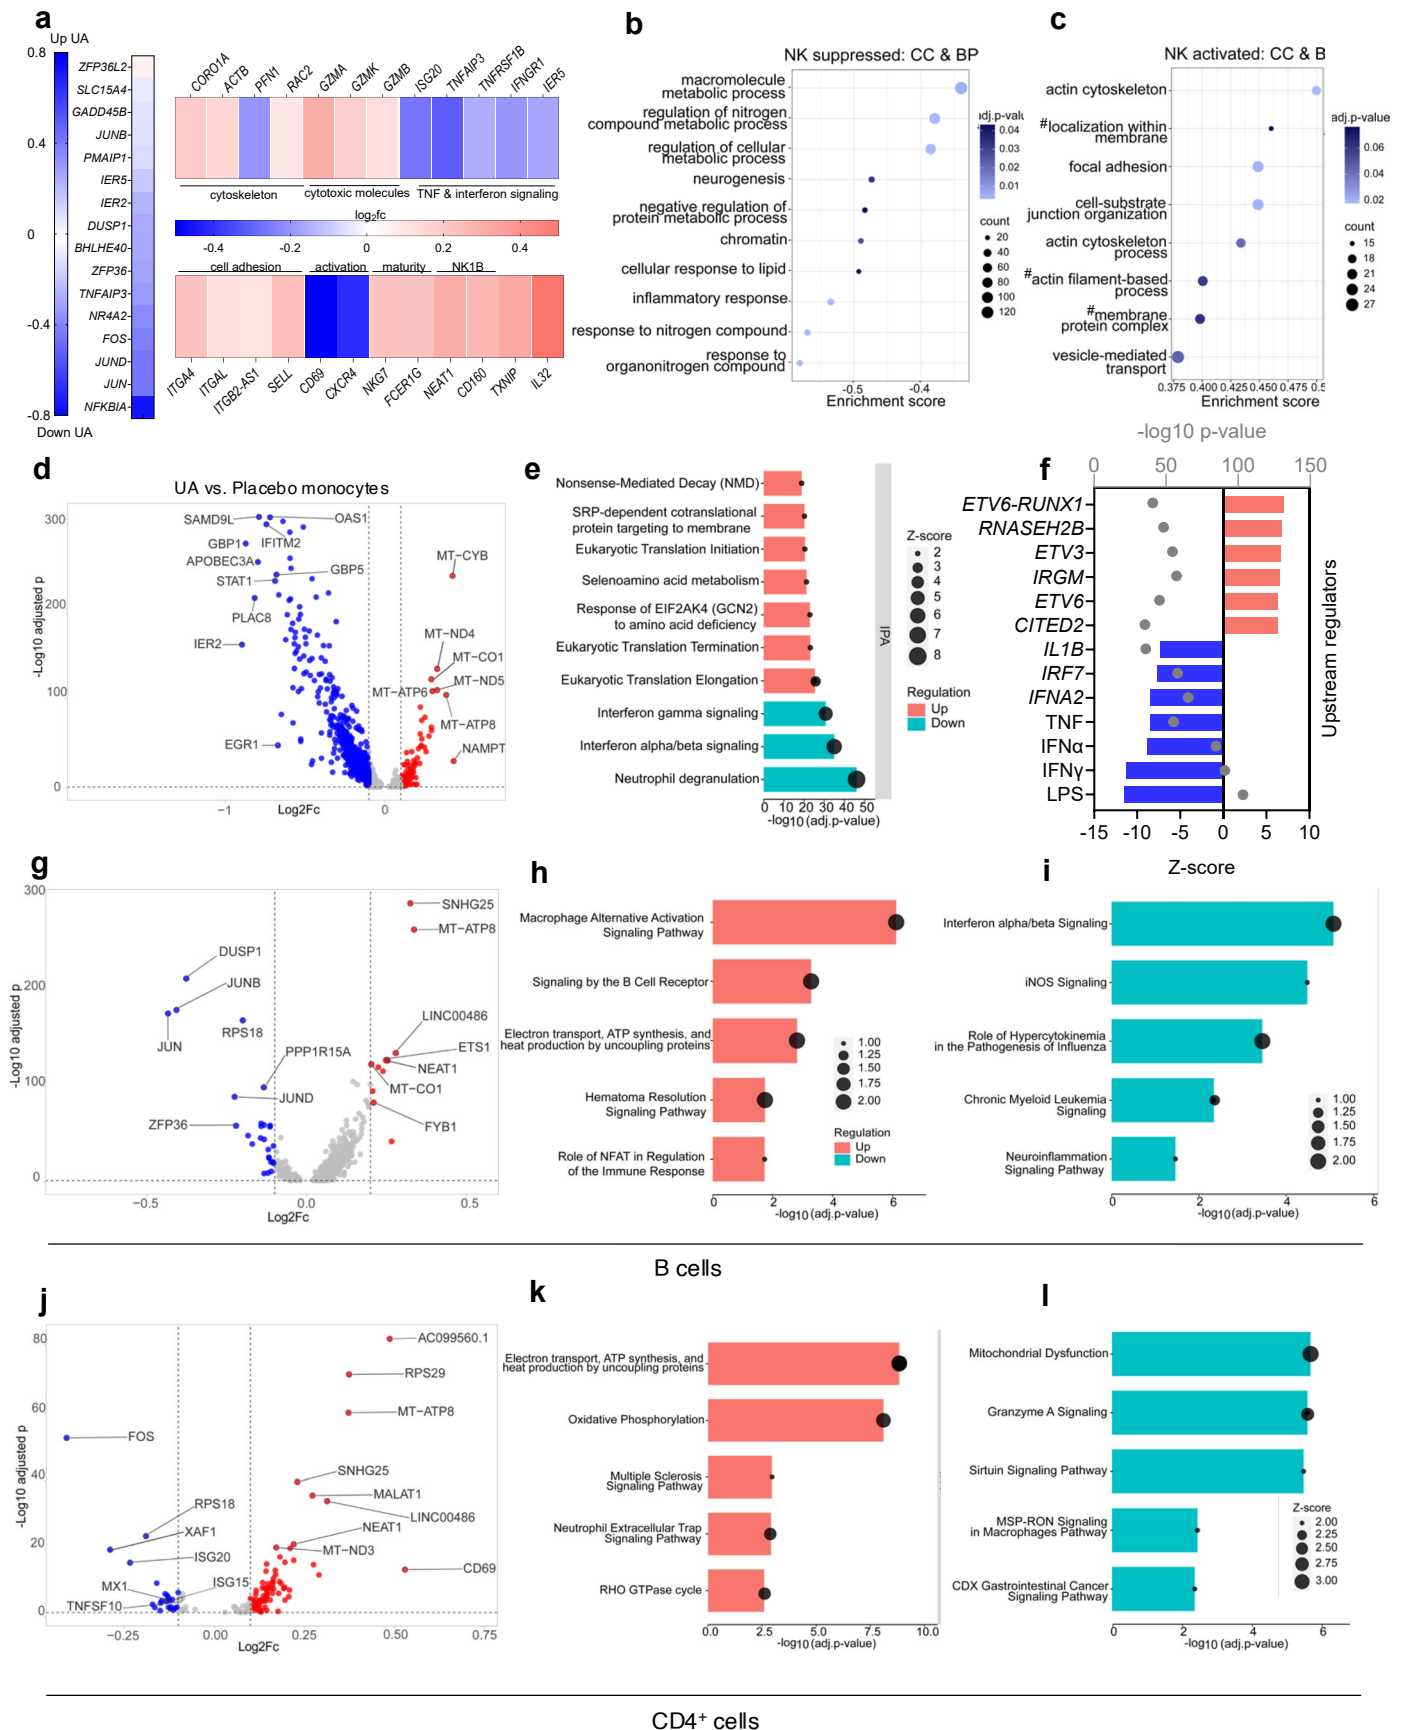 a
Up UA
0.8
0.4
0
-0.4
-0.8
Down UA
ZFP36L2
SLC15A4
GADD45B
JUNB
PMAIP1
IER5
IER2
DUSP1
BHLHE40
ZFP36
TNFAIP3
NR4A2
FOS
JUND
JUN
NFKBIA
CORO1A
ACTB
PFN1
RAC2
GZMA
GZMK
GZMB
ISG20
TNFAIP3
TNFRSF1B
IFNGR1
IER5
cytoskeleton
cytotoxic molecules
TNF & interferon signaling
log2fc
-0.4 -0.2 0 0.2 0.4
cell adhesion
activation
maturity
NK1B
ITGA4
ITGAL
ITGB2-AS1
SELL
CD69
CXCR4
NKG7
FCER1G
NEAT1
CD160
TXNIP
IL32
b
NK suppressed: CC & BP
macromolecule
metabolic process
regulation of nitrogen
compound metabolic process
regulation of cellular
metabolic process
neurogenesis
negative regulation of
protein metabolic process
chromatin
cellular response to lipid
inflammatory response
response to nitrogen compound
response to
organonitrogen compound
-0.5 -0.4
Enrichment score
adj.p-valu
0.04
0.03
0.02
0.01
count
20
40
60
80
100
120
c
NK activated: CC & B
actin cytoskeleton
#localization within
membrane
focal adhesion
cell-substrate
junction organization
actin cytoskeleton
process
#actin filament-based
process
#membrane
protein complex
vesicle-mediated
transport
0.375 0.400 0.425 0.450 0.475 0.5
Enrichment score
adj.p-value
0.06
0.04
0.02
count
15
18
21
24
27
d
UA vs. Placebo monocytes
-Log10 adjusted p
300
200
100
0
SAMD9L
OAS1
IFITM2
GBP1
APOBEC3A
GBP5
STAT1
PLAC8
IER2
EGR1
MT−CYB
MT−ND4
MT−CO1
MT−ND5
MT−ATP6
MT−ATP8
NAMPT
−1 0
Log2Fc
e
Nonsense-Mediated Decay (NMD)
SRP-dependent cotranslational
protein targeting to membrane
Eukaryotic Translation Initiation
Selenoamino acid metabolism
Response of EIF2AK4 (GCN2)
to amino acid deficiency
Eukaryotic Translation Termination
Eukaryotic Translation Elongation
Interferon gamma signaling
Interferon alpha/beta signaling
Neutrophil degranulation
0 10 20 30 40 50
-log10 (adj.p-value)
IPA
Z-score
2
3
4
5
6
7
8
Regulation
Up
Down
f
-log10 p-value
0 50 100 150
ETV6-RUNX1
RNASEH2B
ETV3
IRGM
ETV6
CITED2
IL1B
IRF7
IFNA2
TNF
IFNα
IFNγ
LPS
-15 -10 -5 0 5 10
Z-score
Upstream regulators
g
-Log10 adjusted p
300
200
100
0
SNHG25
MT−ATP8
DUSP1
JUNB
JUN
RPS18
LINC00486
ETS1
PPP1R15A
NEAT1
MT−CO1
JUND
ZFP36
FYB1
−0.5 0.0 0.5
Log2Fc
h
Macrophage Alternative Activation
Signaling Pathway
Signaling by the B Cell Receptor
Electron transport, ATP synthesis, and
heat production by uncoupling proteins
Hematoma Resolution
Signaling Pathway
Role of NFAT in Regulation
of the Immune Response
0 2 4 6
-log10 (adj.p-value)
1.00
1.25
1.50
1.75
2.00
Regulation
Up
Down
i
Interferon alpha/beta Signaling
iNOS Signaling
Role of Hypercytokinemia
in the Pathogenesis of Influenza
Chronic Myeloid Leukemia
Signaling
Neuroinflammation
Signaling Pathway
0 2 4 6
-log10 (adj.p-value)
1.00
1.25
1.50
1.75
2.00
B cells
j
-Log10 adjusted p
80
60
40
20
0
AC099560.1
RPS29
MT−ATP8
FOS
SNHG25
MALAT1
LINC00486
RPS18
XAF1
NEAT1
MT−ND3
ISG20
CD69
MX1
ISG15
TNFSF10
−0.25 0.00 0.25 0.50 0.75
Log2Fc
k
Electron transport, ATP synthesis, and
heat production by uncoupling proteins
Oxidative Phosphorylation
Multiple Sclerosis
Signaling Pathway
Neutrophil Extracellular Trap
Signaling Pathway
RHO GTPase cycle
0.0 2.5 5.0 7.5 10.0
-log10 (adj.p-value)
l
Mitochondrial Dysfunction
Granzyme A Signaling
Sirtuin Signaling Pathway
MSP-RON Signaling
in Macrophages Pathway
CDX Gastrointestinal Cancer
Signaling Pathway
0 2 4 6
-log10 (adj.p-value)
Z-score
2.00
2.25
2.50
2.75
3.00
CD4+ cells